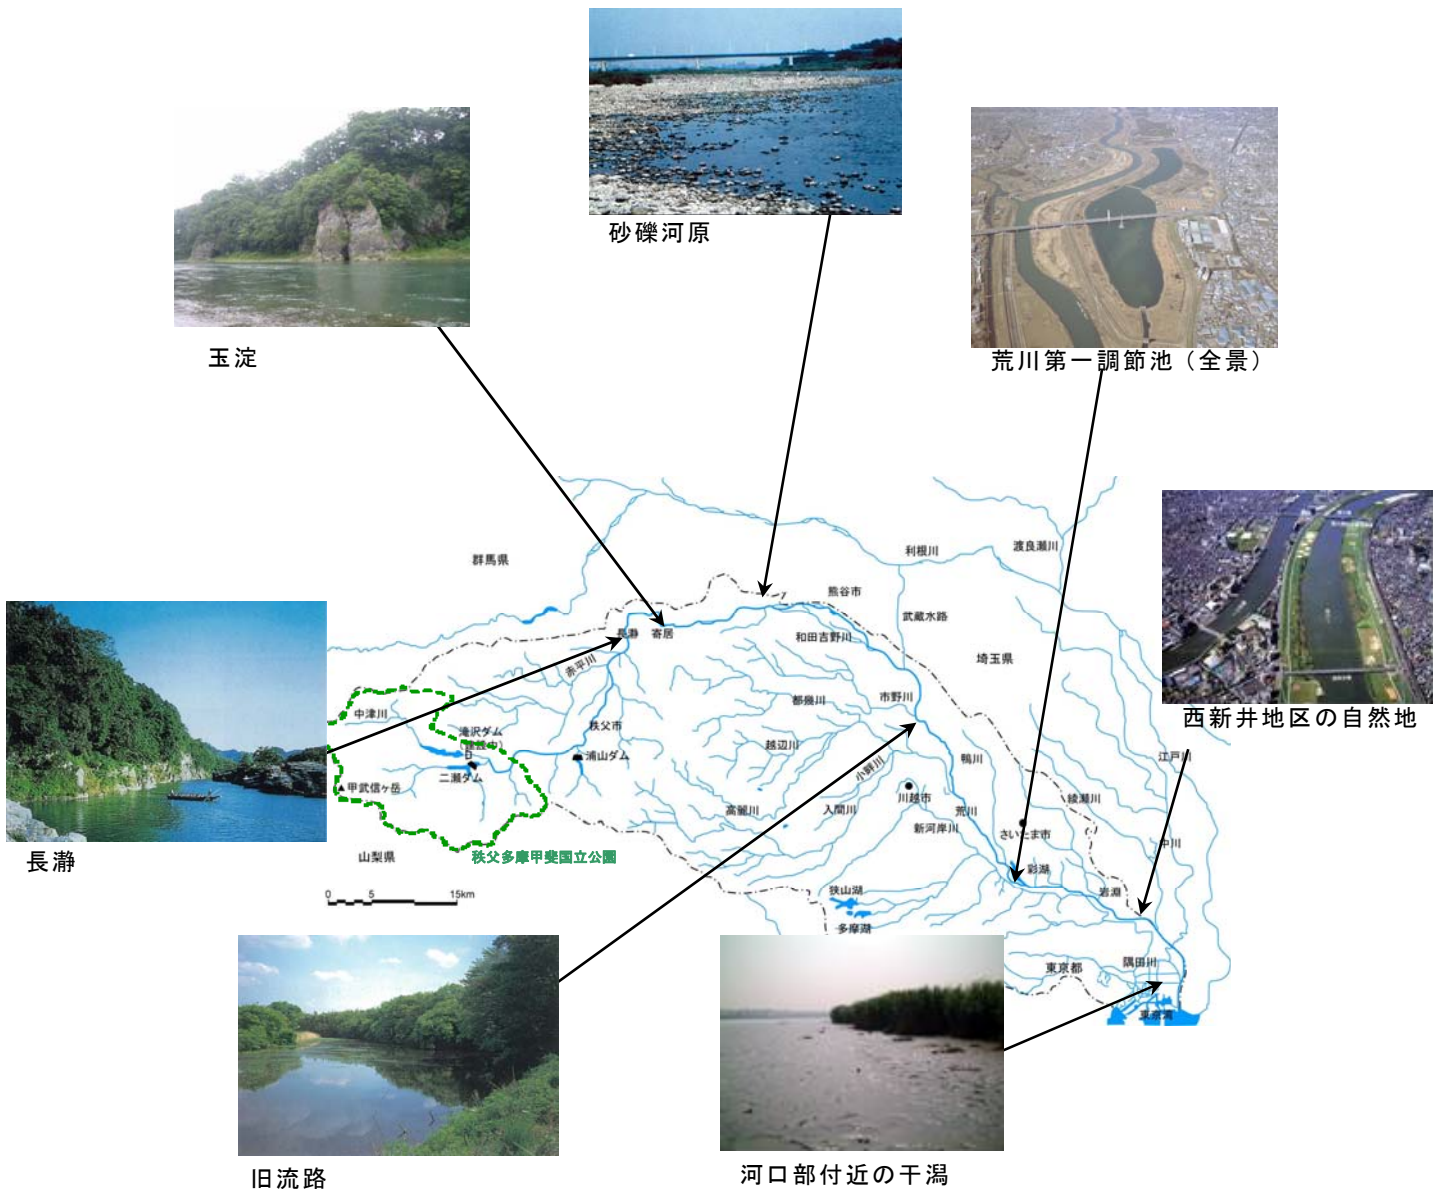 砂礫河原
玉淀
荒川第一調節池（全景）
群馬県
利根川
渡良瀬川
熊谷市
武蔵水路
長瀞
寄居
和田吉野川
埼玉県
赤平川
西新井地区の自然地
中津川
都幾川
市野川
秩父市
滝沢ダム
（建設中）
越辺川
鴨川
江戸川
浦山ダム
小畔川
二瀬ダム
甲武信ヶ岳
川越市
綾瀬川
高麗川
入間川
荒川
新河岸川
さいたま市
中川
長瀞
山梨県
秩父多摩甲斐国立公園
彩湖
0 5 15km
狭山湖
岩淵
多摩湖
東京都
隅田川
東京湾
旧流路
河口部付近の干潟